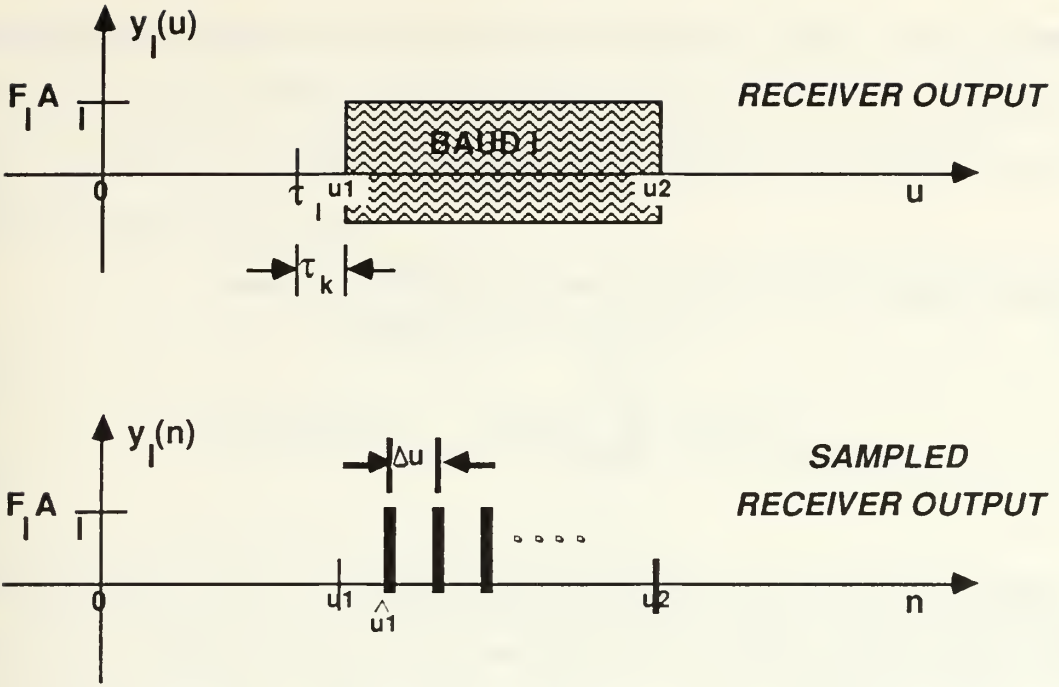 y_l(u)
F_l A_l
RECEIVER OUTPUT
BAUD l
0
τ_l
u1
u2
u
τ_k
y_l(n)
Δu
SAMPLED
F_l A_l
RECEIVER OUTPUT
0
u1
û1
u2
n